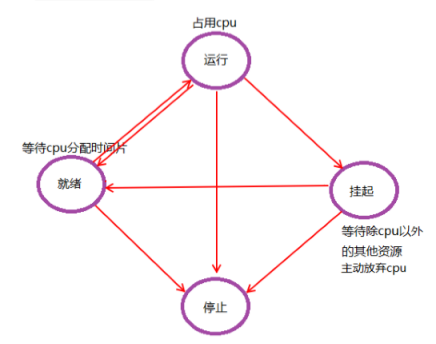 占用cpu
运行
等待cpu分配时间片
就绪
挂起
等待除cpu以外
的其他资源
主动放弃cpu
停止